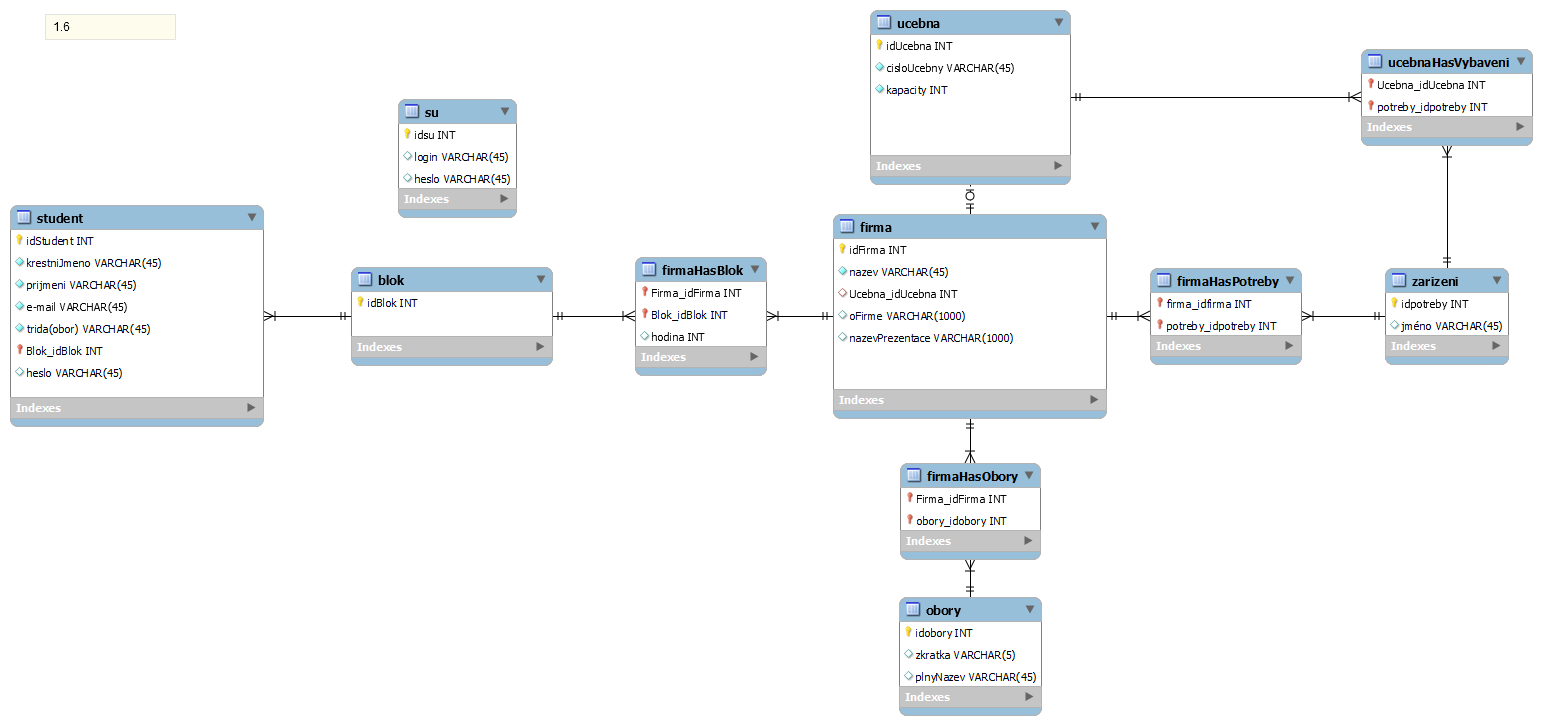 1.6
ucebna
idUcebna INT
cisloUcebny VARCHAR(45)
kapacity INT
Indexes
ucebnaHasVybaveni
Ucebna_idUcebna INT
potreby_idpotreby INT
Indexes
su
idsu INT
login VARCHAR(45)
heslo VARCHAR(45)
Indexes
student
idStudent INT
krestniJmeno VARCHAR(45)
prijmeni VARCHAR(45)
e-mail VARCHAR(45)
trida(obor) VARCHAR(45)
Blok_idBlok INT
heslo VARCHAR(45)
Indexes
blok
idBlok INT
Indexes
firmaHasBlok
Firma_idFirma INT
Blok_idBlok INT
hodina INT
Indexes
firma
idFirma INT
nazev VARCHAR(45)
Ucebna_idUcebna INT
oFirme VARCHAR(1000)
nazevPrezentace VARCHAR(1000)
Indexes
firmaHasPotreby
firma_idfirma INT
potreby_idpotreby INT
Indexes
zarizeni
idpotreby INT
jméno VARCHAR(45)
Indexes
firmaHasObory
Firma_idFirma INT
obory_idobory INT
Indexes
obory
idobory INT
zkratka VARCHAR(5)
plnyNazev VARCHAR(45)
Indexes